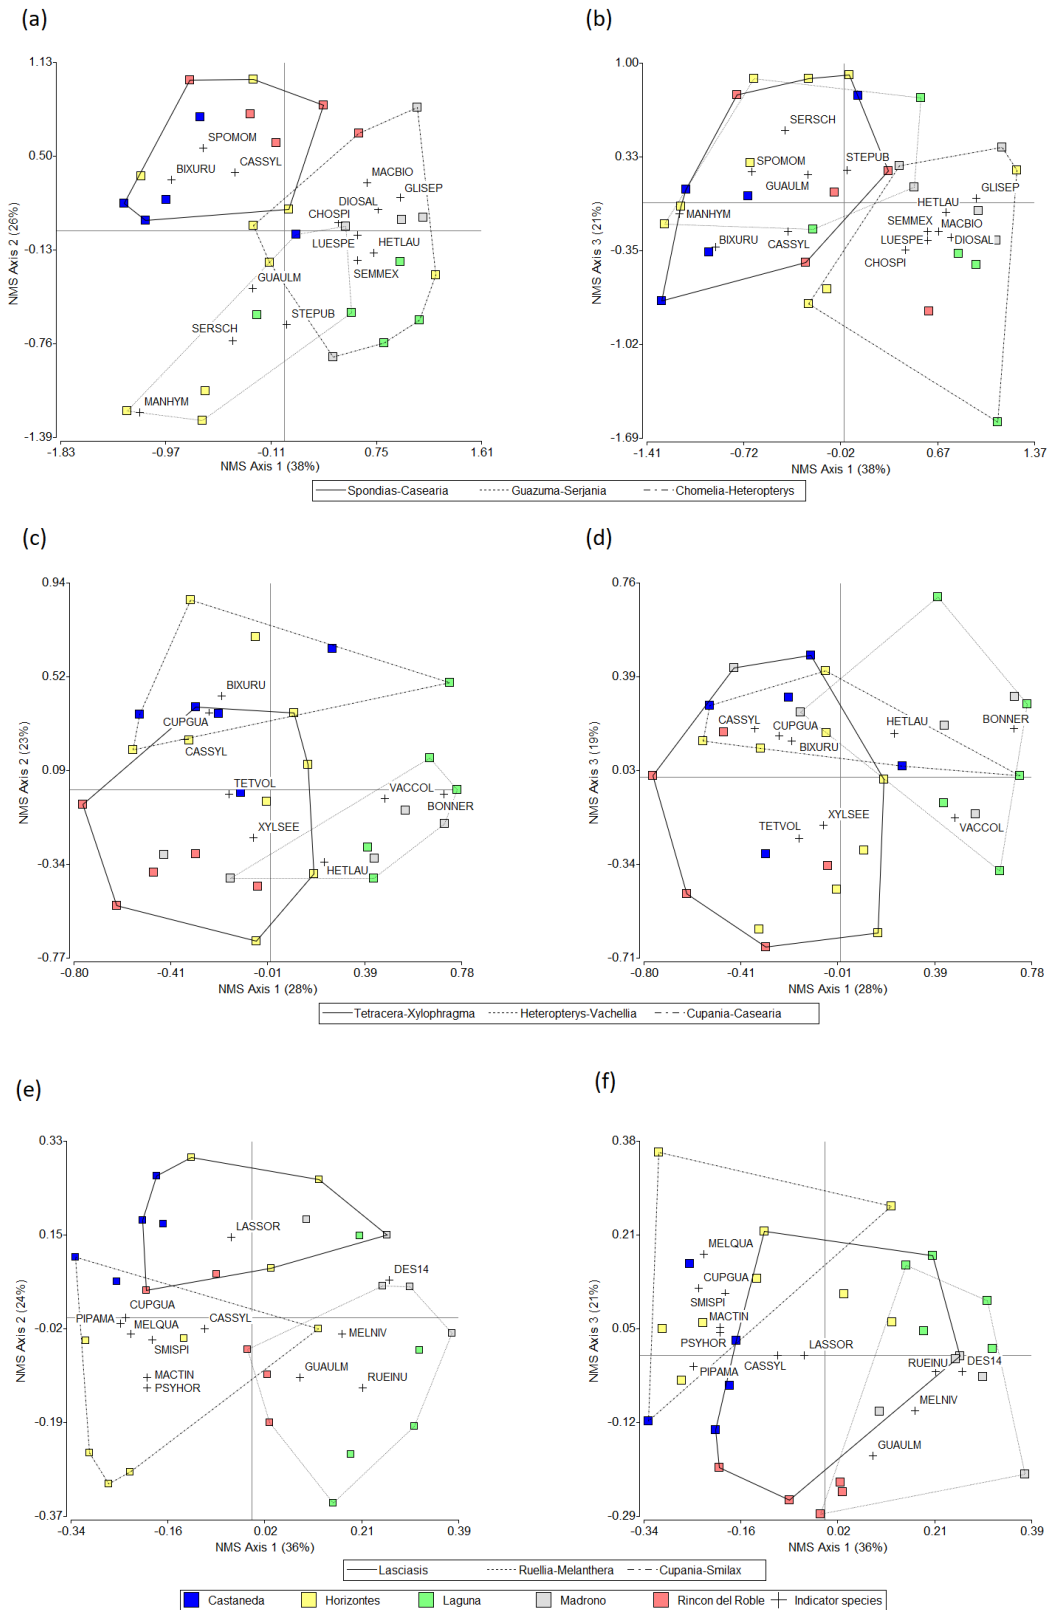 (a)
(b)
1.13
0.50
-0.13
-0.76
-1.39
NMS Axis 2 (26%)
-1.83
-0.97
-0.11
0.75
1.61
NMS Axis 1 (38%)
SPOMOM
BIXURU
CASSYL
MACBIO
DIOSAL
GLISEP
CHOSPI
LUESPE
HETLAU
SEMMEX
GUAULM
STEPUB
SERSCH
MANHYM
1.00
0.33
-0.35
-1.02
-1.69
NMS Axis 3 (21%)
-1.41
-0.72
-0.02
0.67
1.37
NMS Axis 1 (38%)
SERSCH
SPOMOM
STEPUB
GUAULM
GLISEP
MANHYM
HETLAU
SEMMEX
MACBIO
BIXURU
CASSYL
LUESPE
DIOSAL
CHOSPI
Spondias-Casearia
Guazuma-Serjania
Chomelia-Heteropterys
(c)
(d)
0.94
0.52
0.09
-0.34
-0.77
NMS Axis 2 (23%)
-0.80
-0.41
-0.01
0.39
0.78
NMS Axis 1 (28%)
BIXURU
CUPGUA
CASSYL
TETVOL
VACCOL
BONNER
XYLSEE
HETLAU
0.76
0.39
0.03
-0.34
-0.71
NMS Axis 3 (19%)
-0.80
-0.41
-0.01
0.39
0.78
NMS Axis 1 (28%)
CASSYL
CUPGUA
BIXURU
HETLAU
BONNER
XYLSEE
TETVOL
VACCOL
Tetracera-Xylophragma
Heteropterys-Vachellia
Cupania-Casearia
(e)
(f)
0.33
0.15
-0.02
-0.19
-0.37
NMS Axis 2 (24%)
-0.34
-0.16
0.02
0.21
0.39
NMS Axis 1 (36%)
LASSOR
DES14
CUPGUA
PIPAMA
MELQUA
CASSYL
SMISPI
MELNIV
MACTIN
PSYHOR
GUAULM
RUEINU
0.38
0.21
0.05
-0.12
-0.29
NMS Axis 3 (21%)
-0.34
-0.16
0.02
0.21
0.39
NMS Axis 1 (36%)
MELQUA
CUPGUA
SMISPI
MACTIN
PSYHOR
LASSOR
PIPAMA
CASSYL
RUEINU
DES14
MELNIV
GUAULM
Lasciasis
Ruellia-Melanthera
Cupania-Smilax
Castaneda
Horizontes
Laguna
Madrono
Rincon del Roble
Indicator species